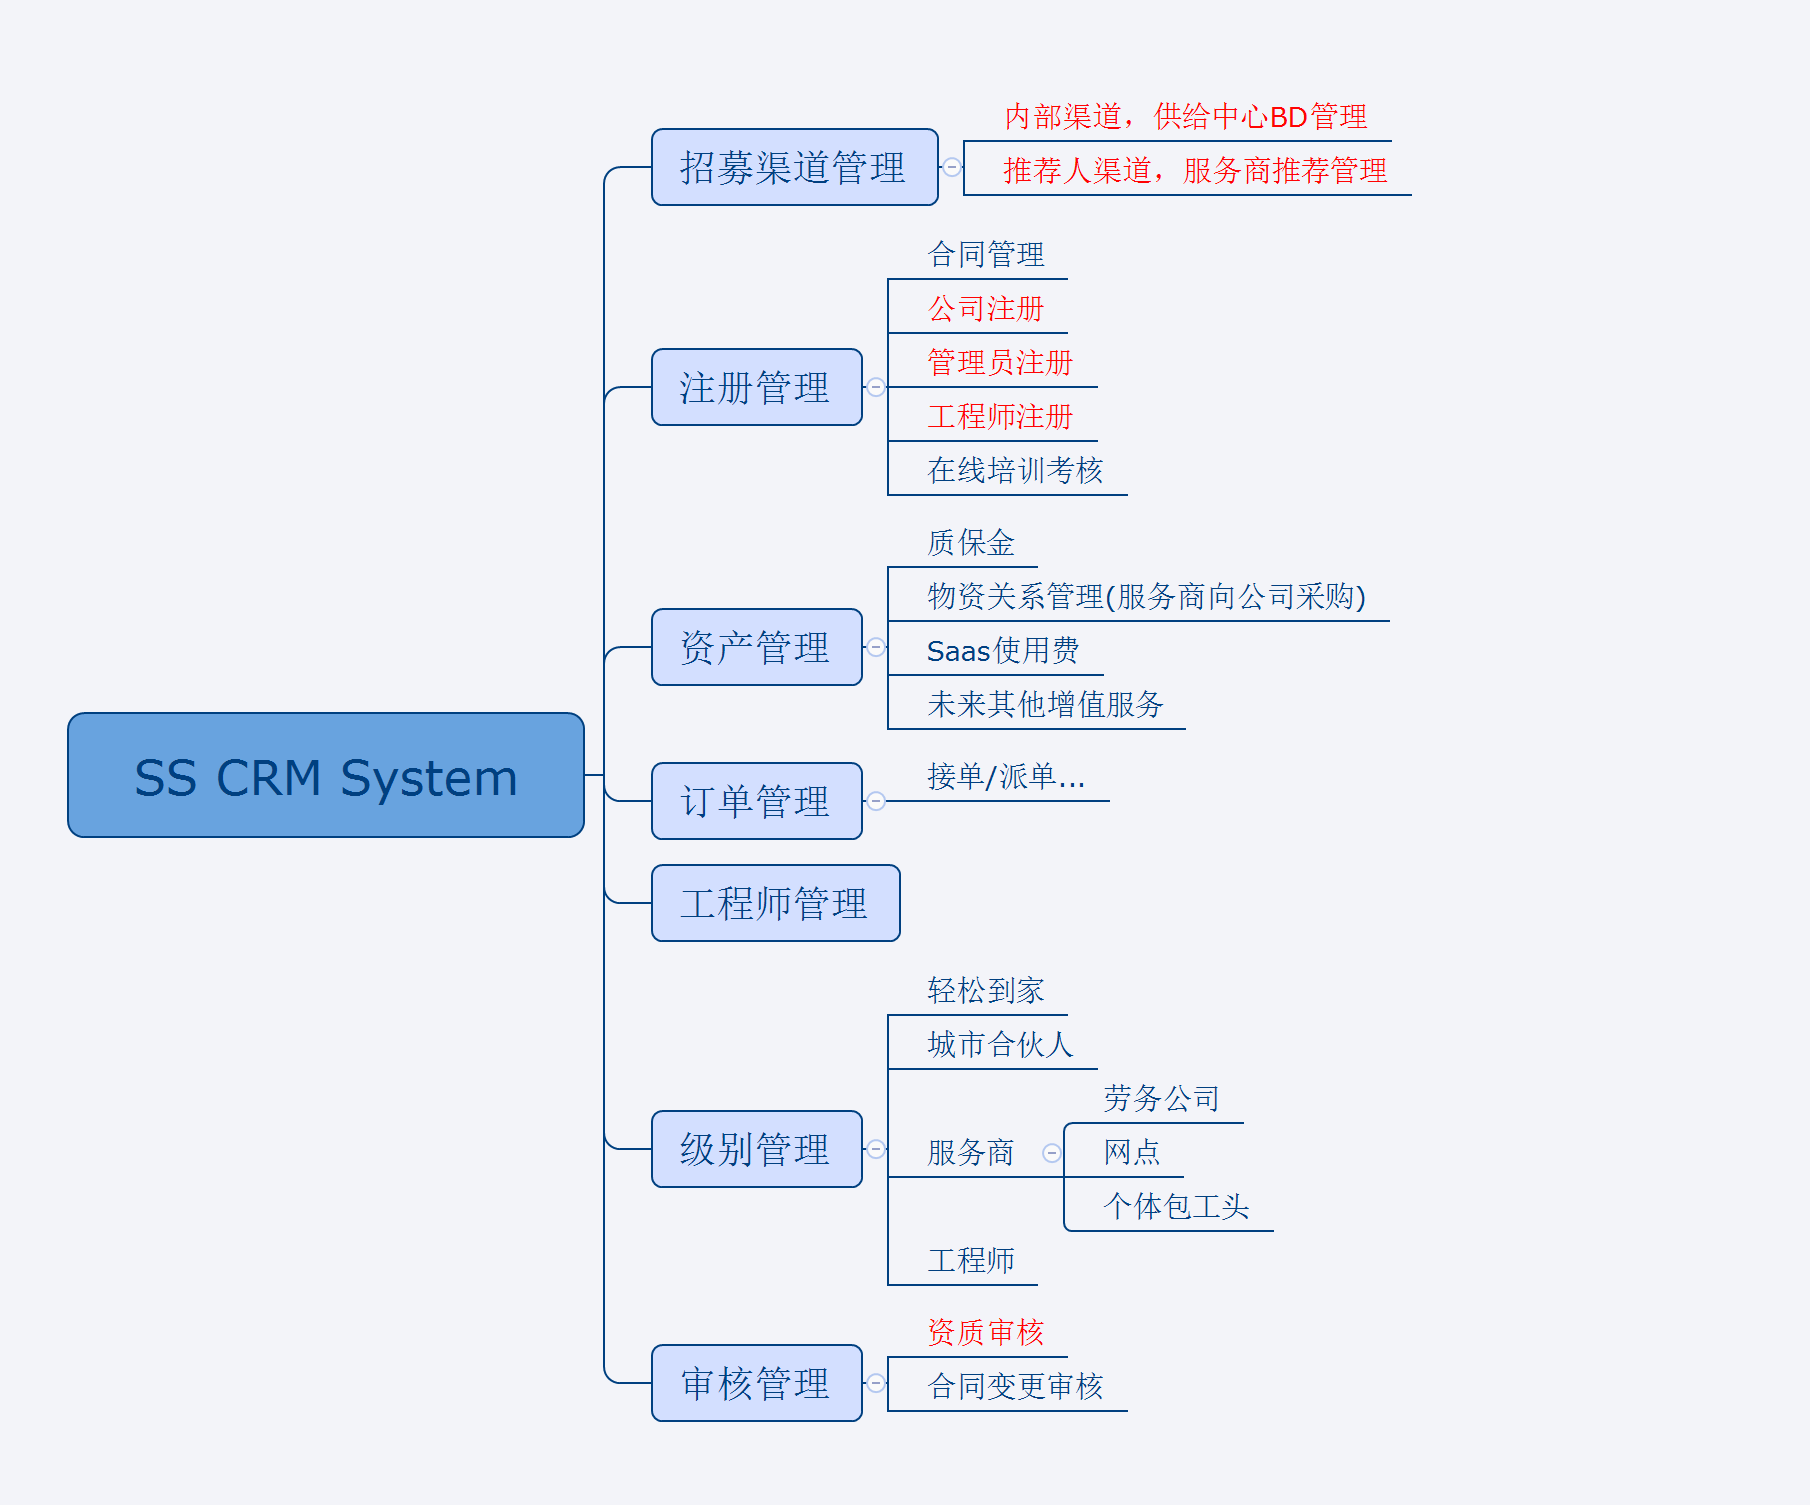 SS CRM System
招募渠道管理
内部渠道，供给中心BD管理
推荐人渠道，服务商推荐管理
注册管理
合同管理
公司注册
管理员注册
工程师注册
在线培训考核
资产管理
质保金
物资关系管理(服务商向公司采购)
Saas使用费
未来其他增值服务
订单管理
接单/派单...
工程师管理
级别管理
轻松到家
城市合伙人
服务商
劳务公司
网点
个体包工头
工程师
审核管理
资质审核
合同变更审核